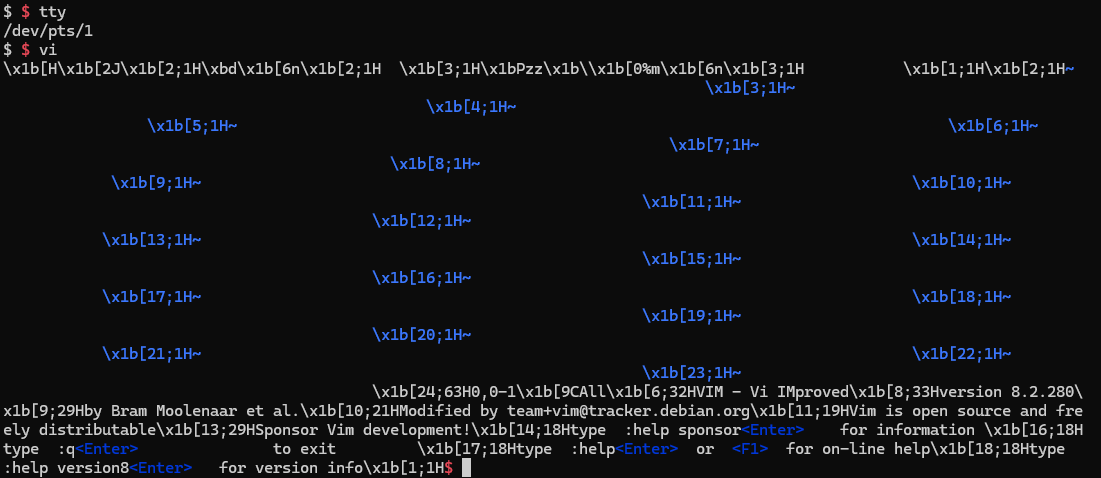 $ $ tty
/dev/pts/1
$ $ vi
\x1b[H\x1b[2J\x1b[2;1H\xbd\x1b[6n\x1b[2;1H  \x1b[3;1H\x1bPzz\x1b\\x1b[0%m\x1b[6n\x1b[3;1H           \x1b[1;1H\x1b[2;1H~
\x1b[3;1H~
\x1b[4;1H~
\x1b[5;1H~ \x1b[6;1H~
\x1b[7;1H~
\x1b[8;1H~
\x1b[9;1H~ \x1b[10;1H~
\x1b[11;1H~
\x1b[12;1H~
\x1b[13;1H~ \x1b[14;1H~
\x1b[15;1H~
\x1b[16;1H~
\x1b[17;1H~ \x1b[18;1H~
\x1b[19;1H~
\x1b[20;1H~
\x1b[21;1H~ \x1b[22;1H~
\x1b[23;1H~
\x1b[24;63H0,0-1\x1b[9CAll\x1b[6;32HVIM - Vi IMproved\x1b[8;33Hversion 8.2.280\
x1b[9;29Hby Bram Moolenaar et al.\x1b[10;21HModified by team+vim@tracker.debian.org\x1b[11;19HVim is open source and fre
ely distributable\x1b[13;29HSponsor Vim development!\x1b[14;18Htype  :help sponsor<Enter>    for information \x1b[16;18H
type  :q<Enter>               to exit         \x1b[17;18Htype  :help<Enter>  or  <F1>  for on-line help\x1b[18;18Htype
:help version8<Enter>   for version info\x1b[1;1H$